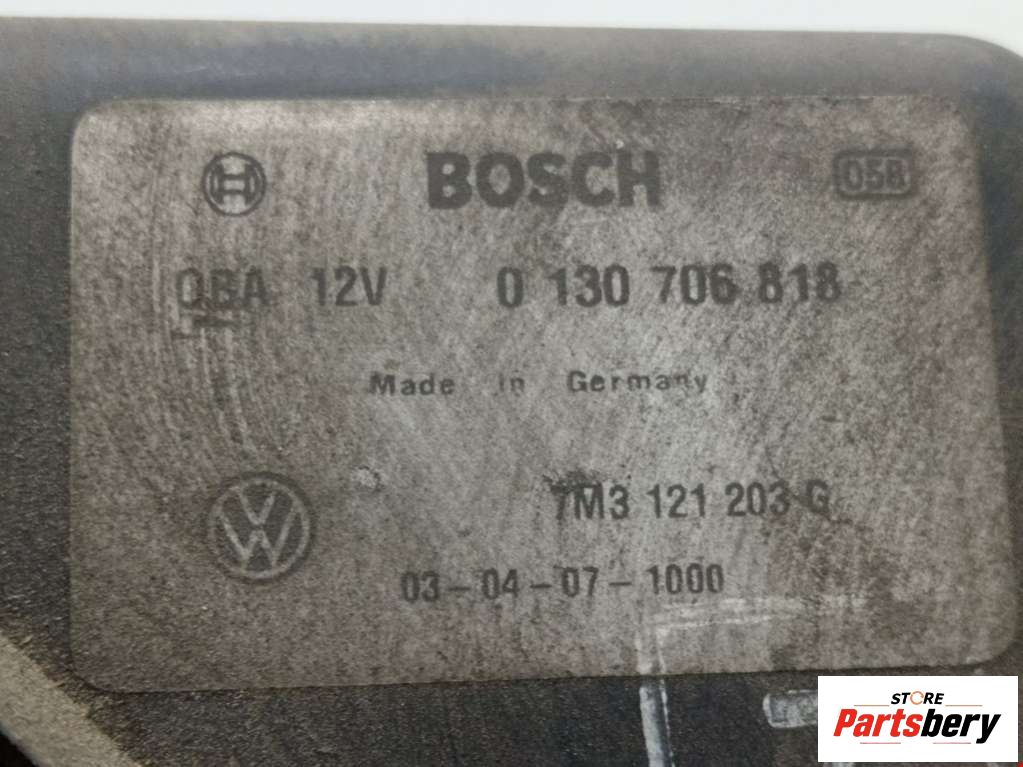 BOSCH 058
12V 0 130 706 818
Made in Germany
7M3 121 203 G
03-04-07-1000
STORE
Partsbery